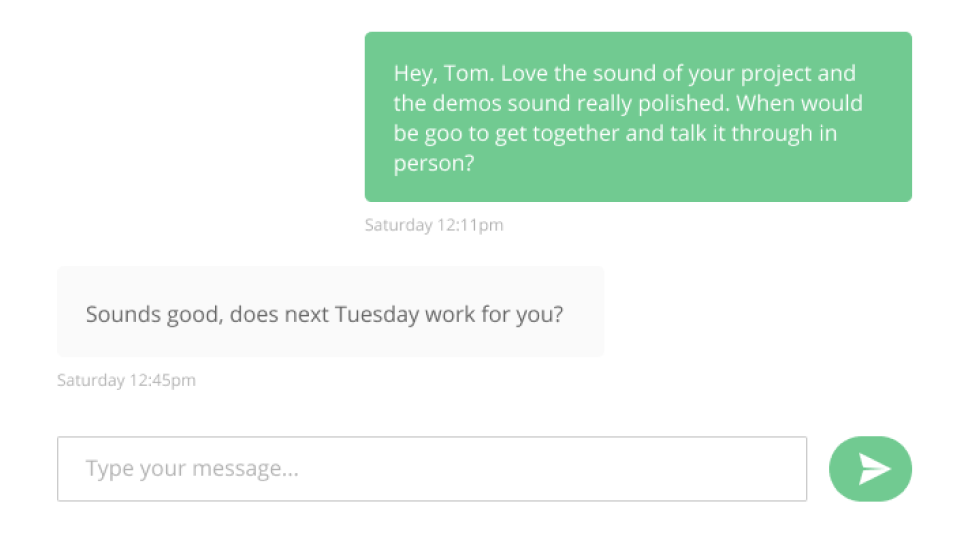 Hey, Tom. Love the sound of your project and
the demos sound really polished. When would
be goo to get together and talk it through in
person?
Saturday 12:11pm
Sounds good, does next Tuesday work for you?
Saturday 12:45pm
Type your message...